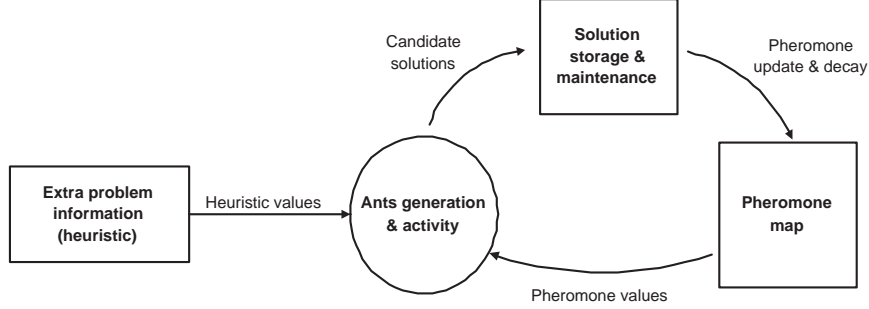 Candidate
solutions
Solution
storage &
maintenance
Pheromone
update & decay
Extra problem
information
(heuristic)
Heuristic values
Ants generation
& activity
Pheromone
map
Pheromone values